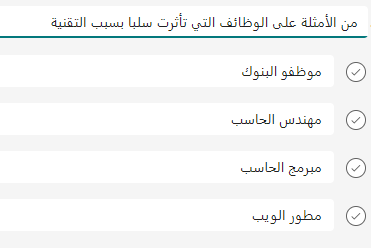 من الأمثلة على الوظائف التي تأثرت سلبا بسبب التقنية
موظفو البنوك
مهندس الحاسب
مبرمج الحاسب
مطور الويب